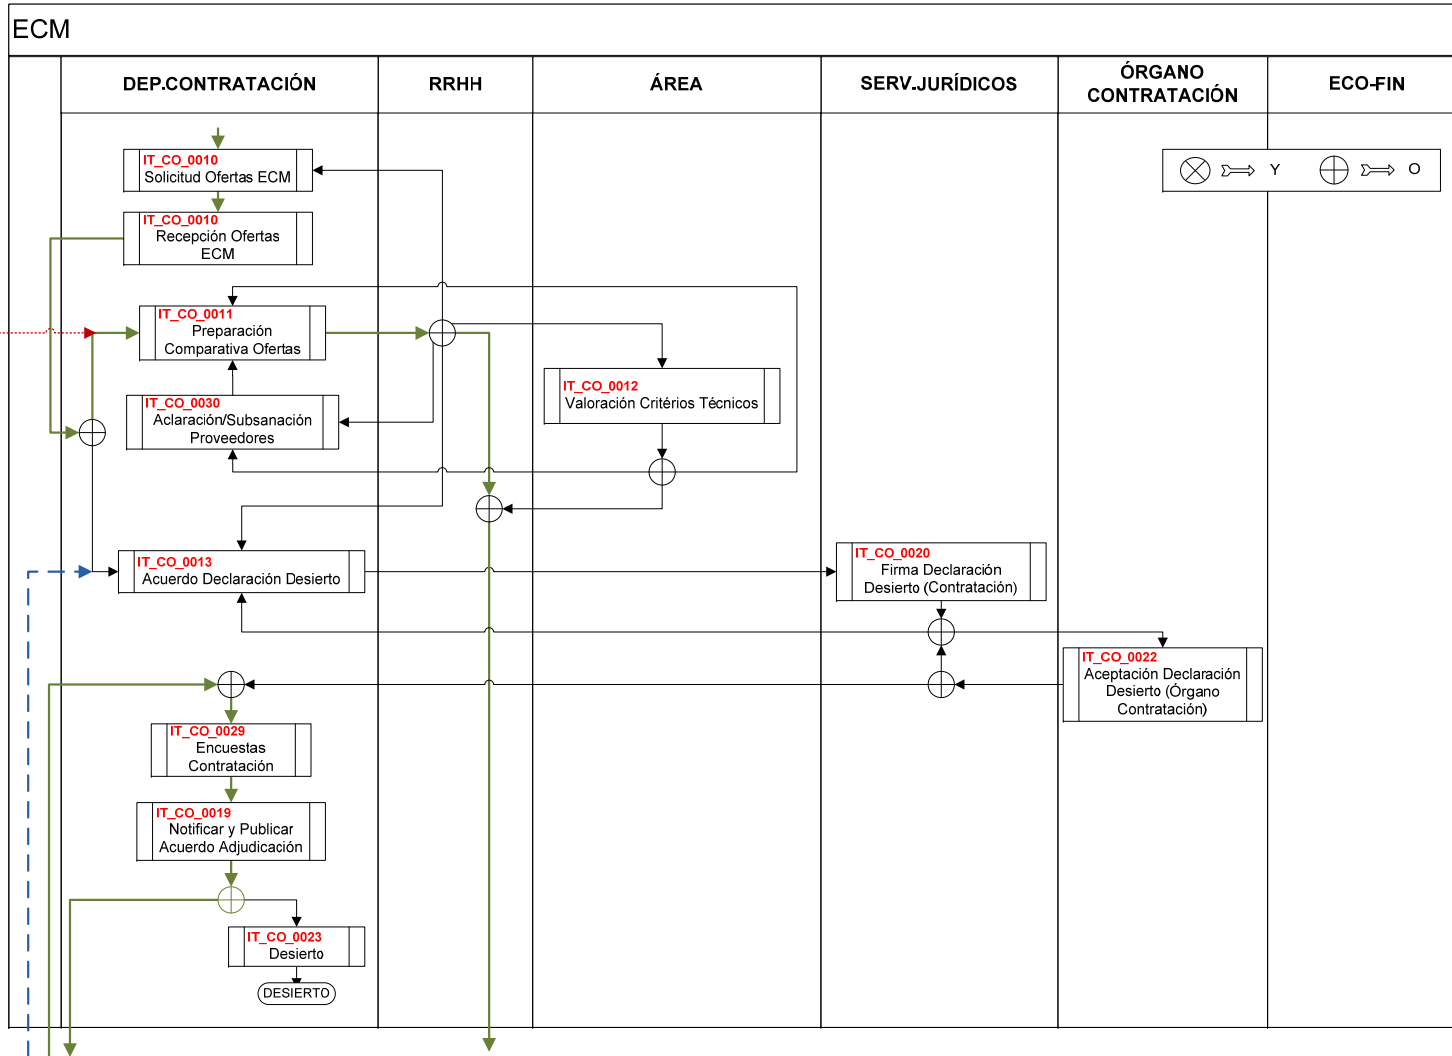 ECM
DEP.CONTRATACIÓN
RRHH
ÁREA
SERV.JURÍDICOS
ÓRGANO
CONTRATACIÓN
ECO-FIN
Y
O
IT_CO_0010
Solicitud Ofertas ECM
IT_CO_0010
Recepción Ofertas
ECM
IT_CO_0011
Preparación
Comparativa Ofertas
IT_CO_0012
Valoración Critérios Técnicos
IT_CO_0030
Aclaración/Subsanación
Proveedores
IT_CO_0013
Acuerdo Declaración Desierto
IT_CO_0020
Firma Declaración
Desierto (Contratación)
IT_CO_0022
Aceptación Declaración
Desierto (Órgano
Contratación)
IT_CO_0029
Encuestas
Contratación
IT_CO_0019
Notificar y Publicar
Acuerdo Adjudicación
IT_CO_0023
Desierto
DESIERTO